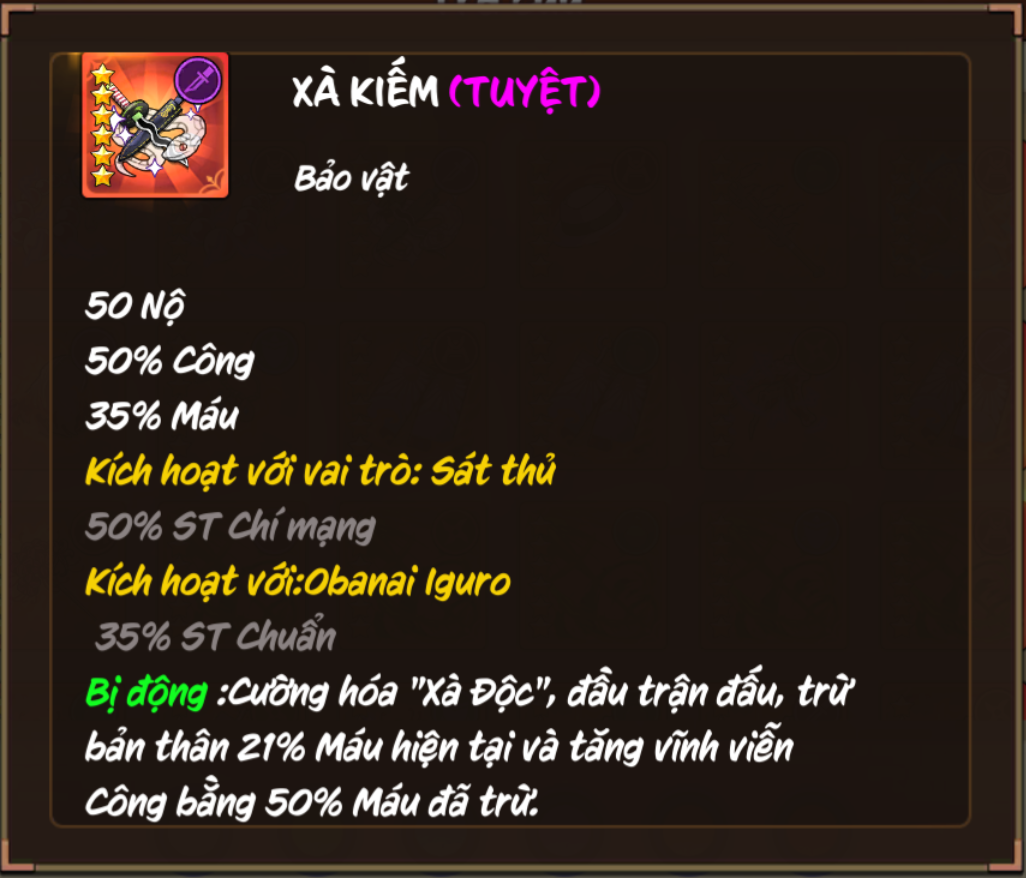 XÀ KIẾM (TUYỆT)
Bảo vật
50 Nộ
50% Công
35% Máu
Kích hoạt với vai trò: Sát thủ
50% ST Chí mạng
Kích hoạt với:Obanai Iguro
35% ST Chuẩn
Bị động :Cường hóa "Xà Độc", đầu trận đấu, trừ
bản thân 21% Máu hiện tại và tăng vĩnh viễn
Công bằng 50% Máu đã trừ.